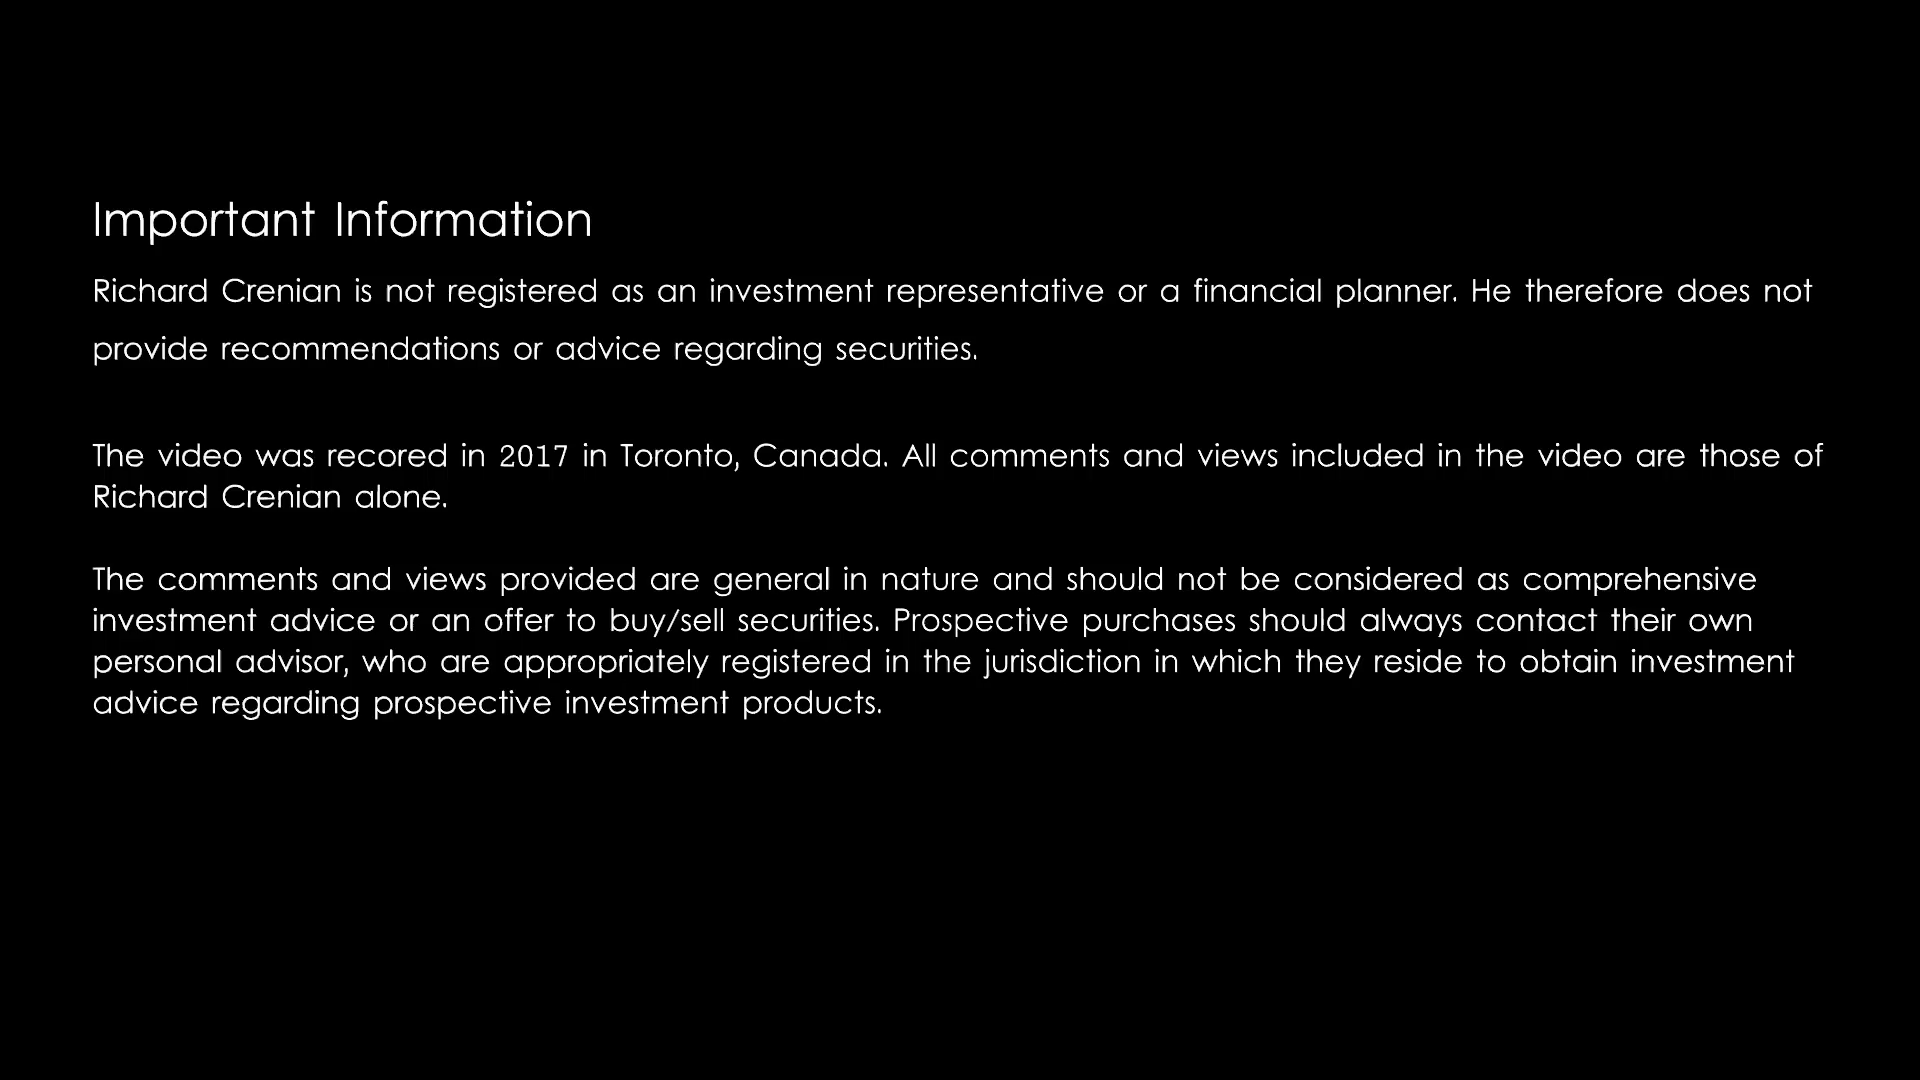 Important Information
Richard Crenian is not registered as an investment representative or a financial planner. He therefore does not
provide recommendations or advice regarding securities.
The video was recored in 2017 in Toronto, Canada. All comments and views included in the video are those of
Richard Crenian alone.
The comments and views provided are general in nature and should not be considered as comprehensive
investment advice or an offer to buy/sell securities. Prospective purchases should always contact their own
personal advisor, who are appropriately registered in the jurisdiction in which they reside to obtain investment
advice regarding prospective investment products.